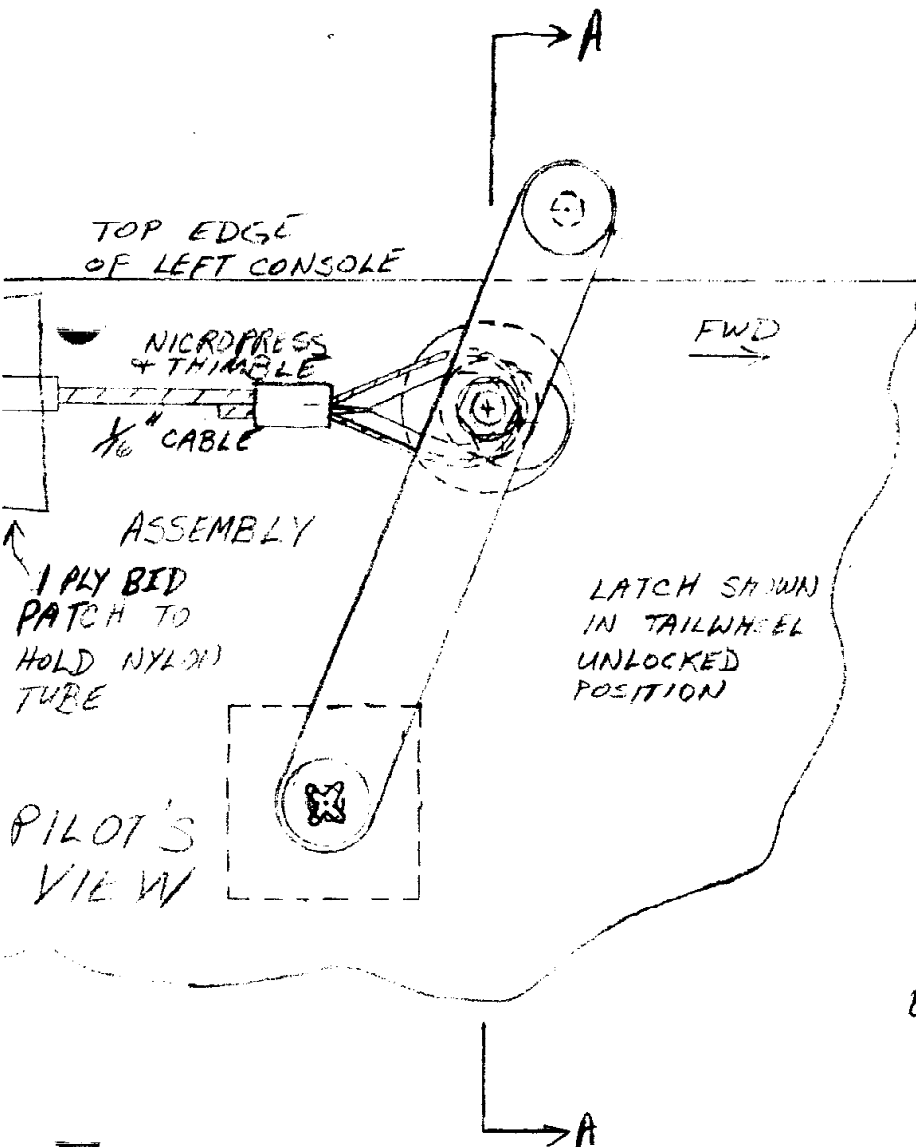 A
TOP EDGE
OF LEFT CONSOLE
FWD
NICROPRESS
& THIMBLE
1/16" CABLE
ASSEMBLY
1 PLY BID
PATCH TO
HOLD NYLON
TUBE
LATCH SHOWN
IN TAILWHEEL
UNLOCKED
POSITION
PILOT'S
VIEW
A